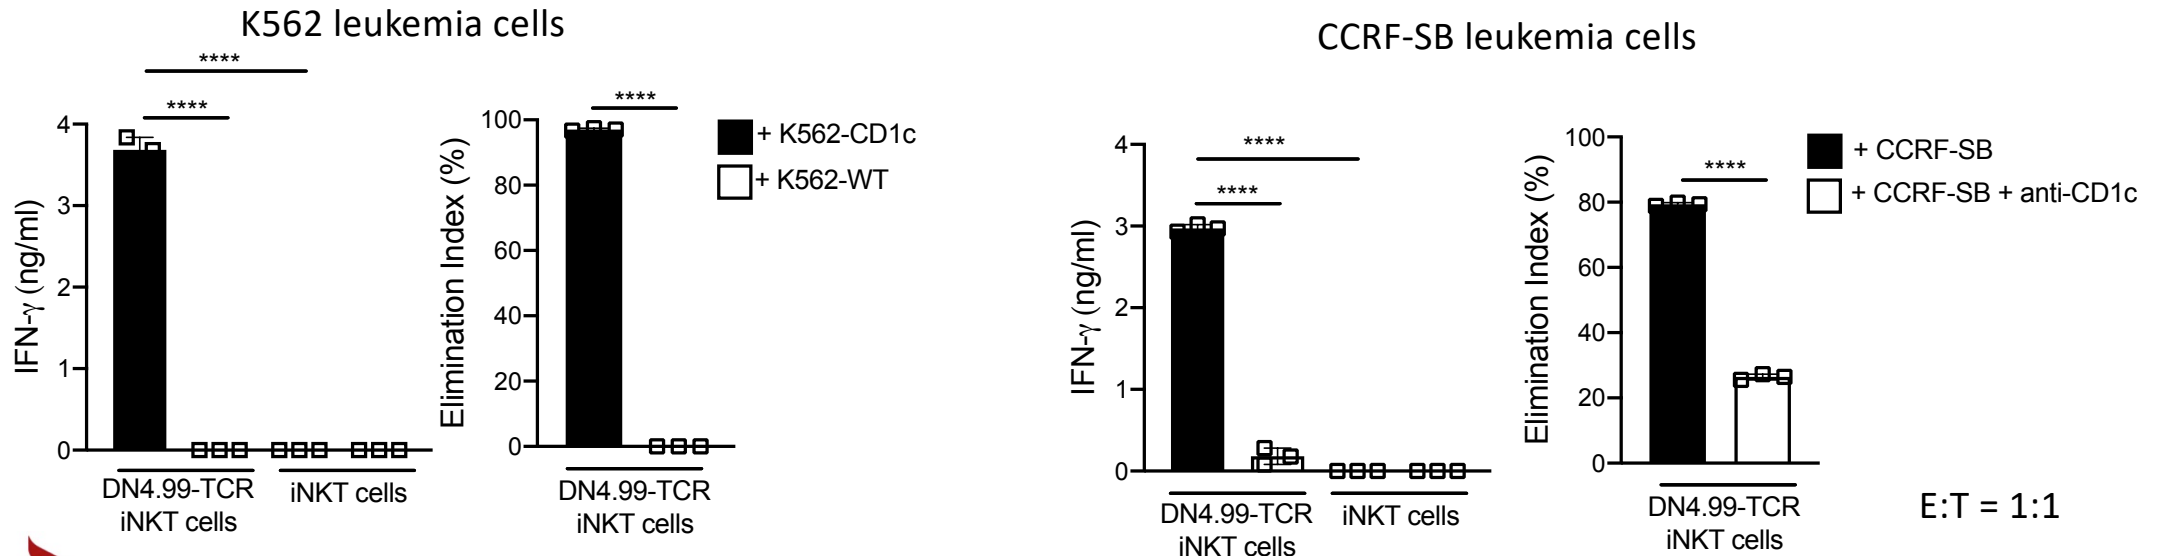 K562 leukemia cells
****
****
IFN-γ (ng/ml)
4
3
2
1
0
DN4.99-TCR
iNKT cells
iNKT cells
****
Elimination Index (%)
100
80
60
40
20
0
DN4.99-TCR
iNKT cells
+ K562-CD1c
+ K562-WT
CCRF-SB leukemia cells
****
****
IFN-γ (ng/ml)
4
3
2
1
0
DN4.99-TCR
iNKT cells
iNKT cells
****
Elimination Index (%)
100
80
60
40
20
0
DN4.99-TCR
iNKT cells
+ CCRF-SB
+ CCRF-SB + anti-CD1c
E:T = 1:1